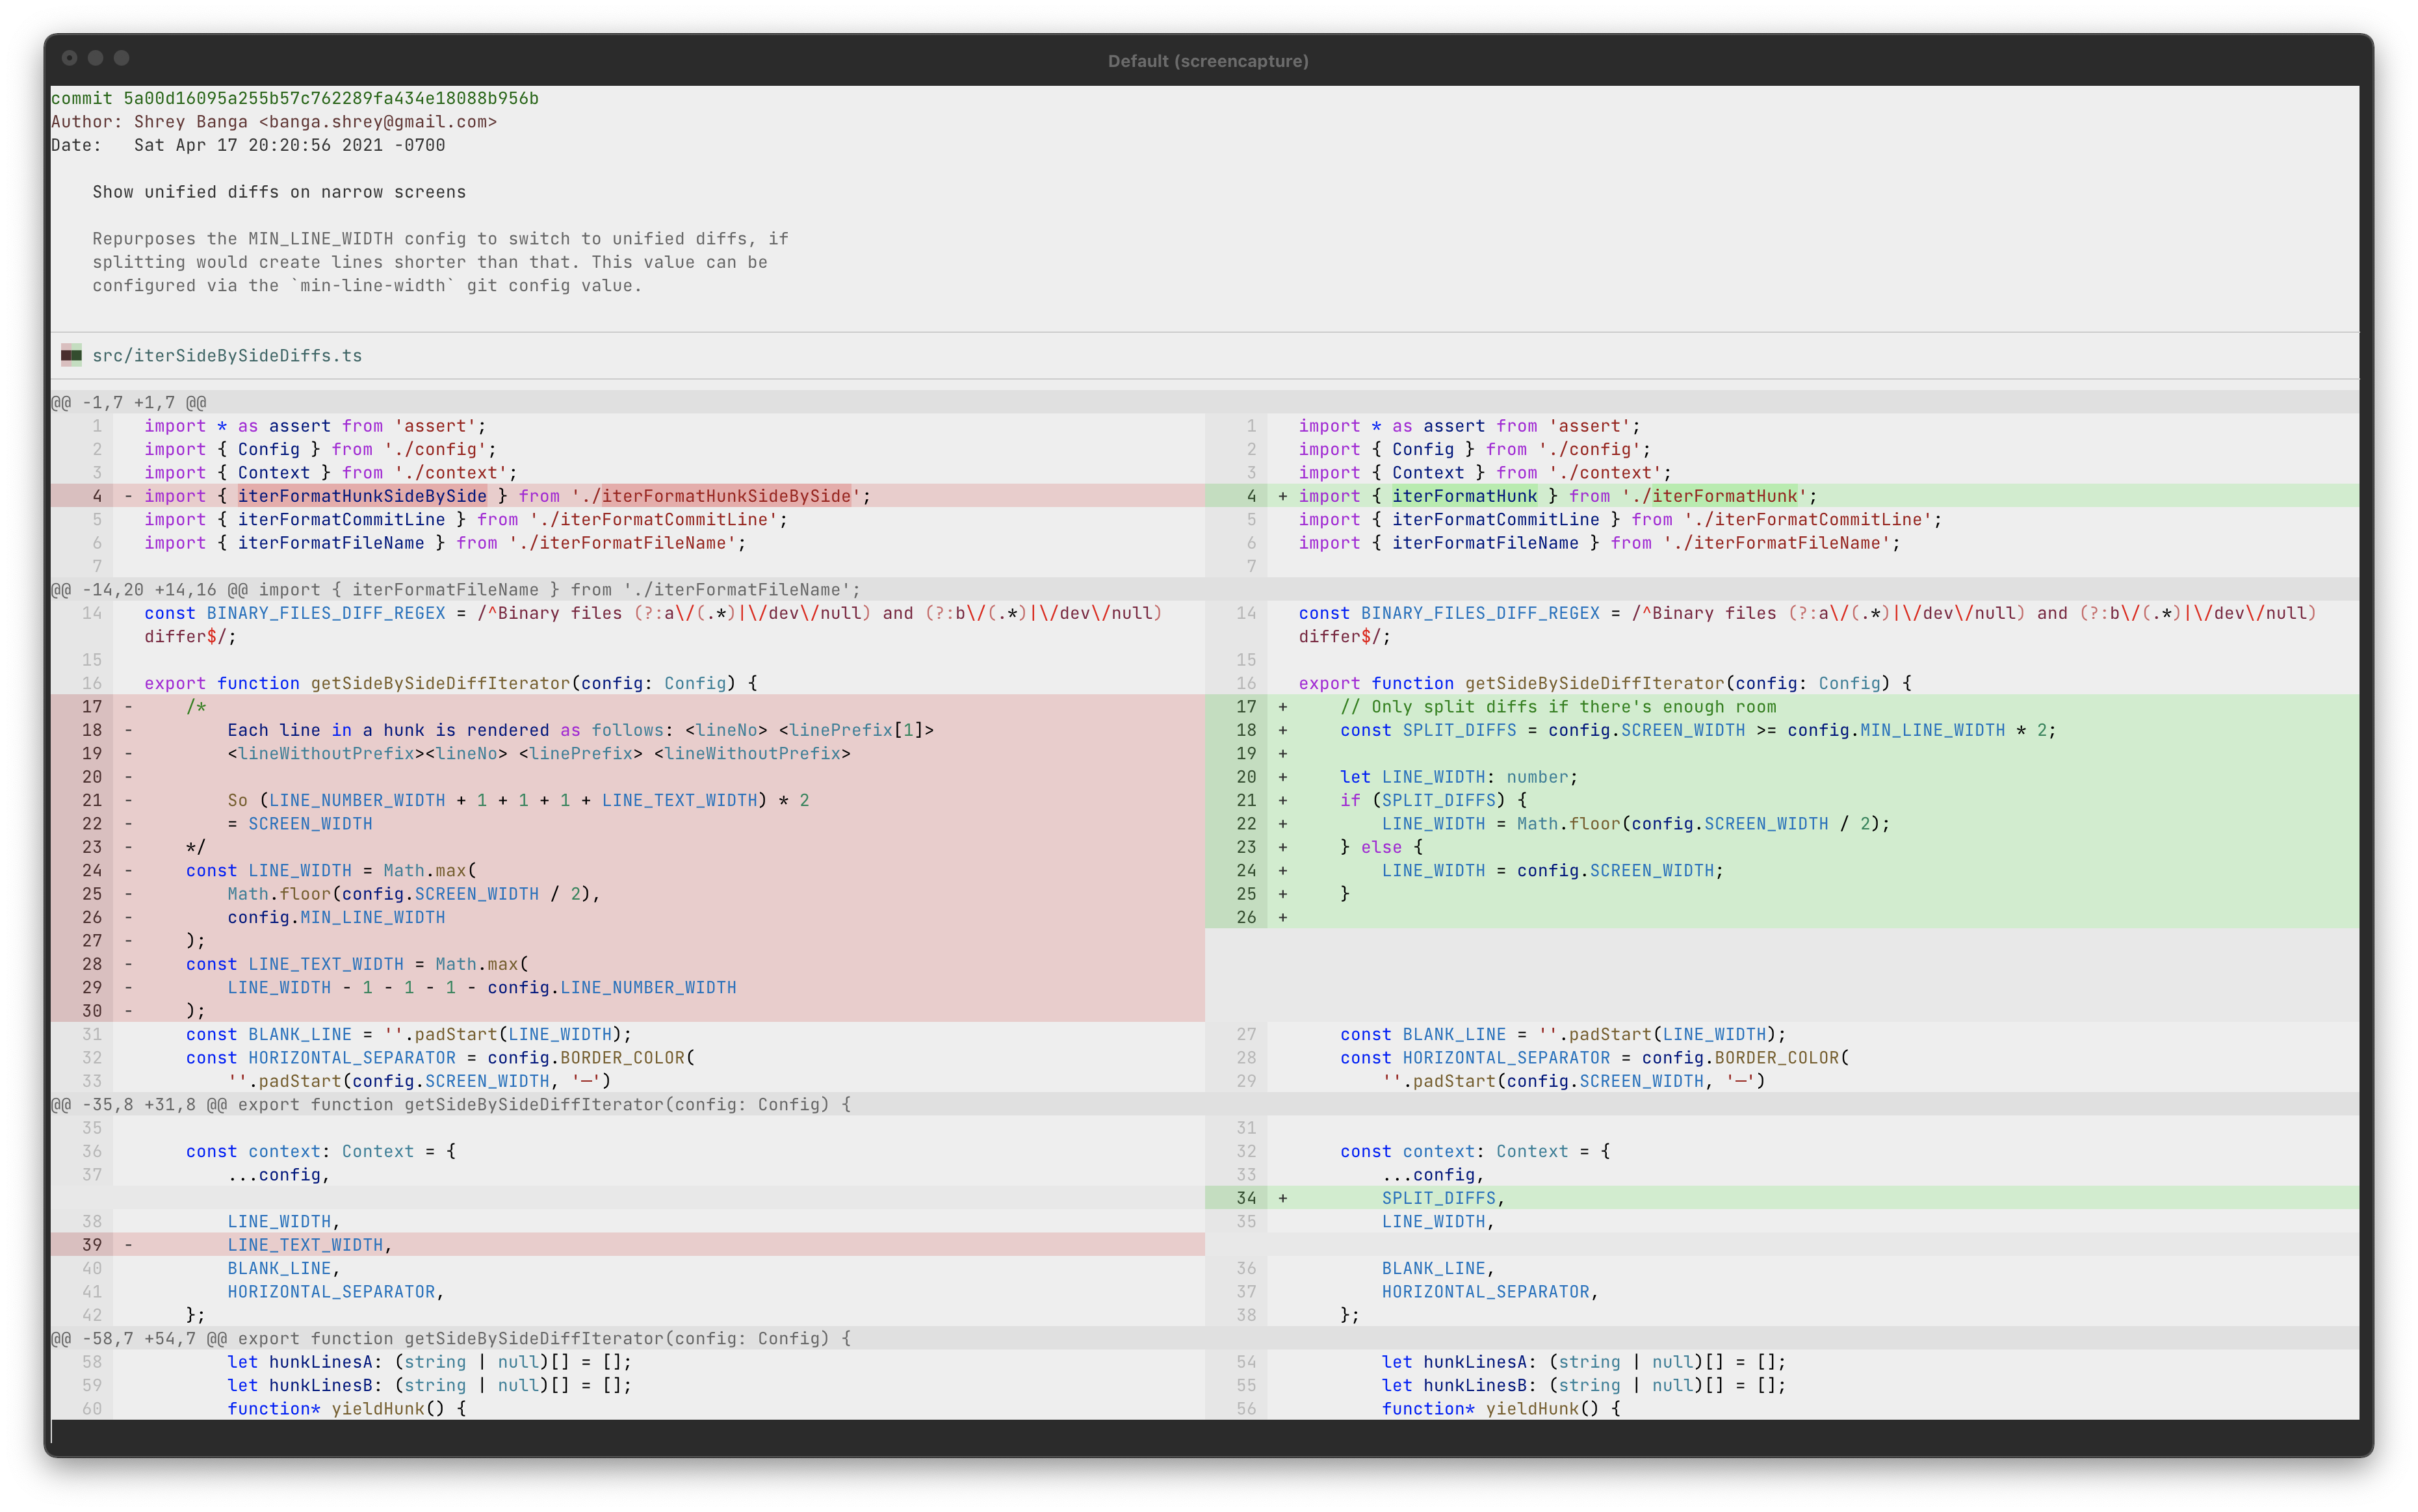 Default (screencapture)
commit 5a00d16095a255b57c762289fa434e18088b956b
Author: Shrey Banga <banga.shrey@gmail.com>
Date:   Sat Apr 17 20:20:56 2021 -0700
    Show unified diffs on narrow screens
    Repurposes the MIN_LINE_WIDTH config to switch to unified diffs, if
    splitting would create lines shorter than that. This value can be
    configured via the `min-line-width` git config value.
src/iterSideBySideDiffs.ts
@@ -1,7 +1,7 @@
1 import * as assert from 'assert'; 1 import * as assert from 'assert';
2 import { Config } from './config'; 2 import { Config } from './config';
3 import { Context } from './context'; 3 import { Context } from './context';
4 - import { iterFormatHunkSideBySide } from './iterFormatHunkSideBySide'; 4 + import { iterFormatHunk } from './iterFormatHunk';
5 import { iterFormatCommitLine } from './iterFormatCommitLine'; 5 import { iterFormatCommitLine } from './iterFormatCommitLine';
6 import { iterFormatFileName } from './iterFormatFileName'; 6 import { iterFormatFileName } from './iterFormatFileName';
7 7
@@ -14,20 +14,16 @@ import { iterFormatFileName } from './iterFormatFileName';
14 const BINARY_FILES_DIFF_REGEX = /^Binary files (?:a\/(.*)|\/dev\/null) and (?:b\/(.*)|\/dev\/null) 14 const BINARY_FILES_DIFF_REGEX = /^Binary files (?:a\/(.*)|\/dev\/null) and (?:b\/(.*)|\/dev\/null)
differ$/; differ$/;
15 15
16 export function getSideBySideDiffIterator(config: Config) { 16 export function getSideBySideDiffIterator(config: Config) {
17 - /* 17 + // Only split diffs if there's enough room
18 - Each line in a hunk is rendered as follows: <lineNo> <linePrefix[1]> 18 + const SPLIT_DIFFS = config.SCREEN_WIDTH >= config.MIN_LINE_WIDTH * 2;
19 - <lineWithoutPrefix><lineNo> <linePrefix> <lineWithoutPrefix> 19 +
20 - 20 + let LINE_WIDTH: number;
21 - So (LINE_NUMBER_WIDTH + 1 + 1 + 1 + LINE_TEXT_WIDTH) * 2 21 + if (SPLIT_DIFFS) {
22 - = SCREEN_WIDTH 22 + LINE_WIDTH = Math.floor(config.SCREEN_WIDTH / 2);
23 - */ 23 + } else {
24 - const LINE_WIDTH = Math.max( 24 + LINE_WIDTH = config.SCREEN_WIDTH;
25 - Math.floor(config.SCREEN_WIDTH / 2), 25 + }
26 - config.MIN_LINE_WIDTH 26 +
27 - );
28 - const LINE_TEXT_WIDTH = Math.max(
29 - LINE_WIDTH - 1 - 1 - 1 - config.LINE_NUMBER_WIDTH
30 - );
31 const BLANK_LINE = ''.padStart(LINE_WIDTH); 27 const BLANK_LINE = ''.padStart(LINE_WIDTH);
32 const HORIZONTAL_SEPARATOR = config.BORDER_COLOR( 28 const HORIZONTAL_SEPARATOR = config.BORDER_COLOR(
33 ''.padStart(config.SCREEN_WIDTH, '─') 29 ''.padStart(config.SCREEN_WIDTH, '─')
@@ -35,8 +31,8 @@ export function getSideBySideDiffIterator(config: Config) {
35 31
36 const context: Context = { 32 const context: Context = {
37 ...config, 33 ...config,
34 + SPLIT_DIFFS,
38 LINE_WIDTH, 35 LINE_WIDTH,
39 - LINE_TEXT_WIDTH,
40 BLANK_LINE, 36 BLANK_LINE,
41 HORIZONTAL_SEPARATOR, 37 HORIZONTAL_SEPARATOR,
42 }; 38 };
@@ -58,7 +54,7 @@ export function getSideBySideDiffIterator(config: Config) {
58 let hunkLinesA: (string | null)[] = []; 54 let hunkLinesA: (string | null)[] = [];
59 let hunkLinesB: (string | null)[] = []; 55 let hunkLinesB: (string | null)[] = [];
60 function* yieldHunk() { 56 function* yieldHunk() {